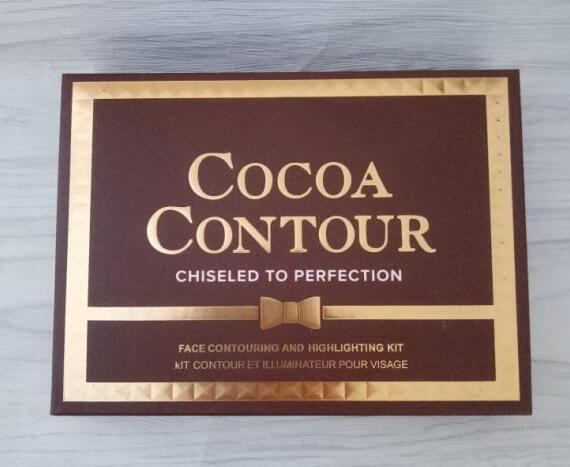 COCOA
CONTOUR
CHISELED TO PERFECTION
FACE CONTOURING AND HIGHLIGHTING KIT
kIT CONTOUR ET ILLUMINATEUR POUR VISAGE